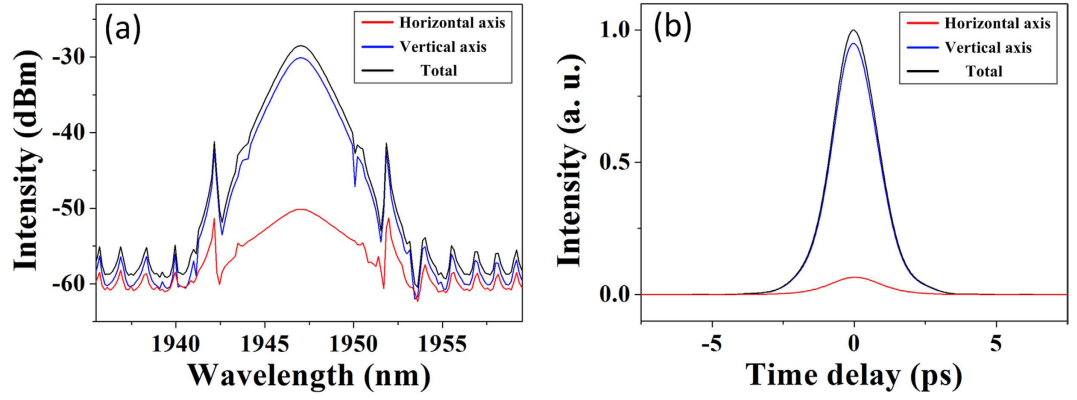 (a)
Horizontal axis
Vertical axis
Total
Intensity (dBm)
-30
-40
-50
-60
1940
1945
1950
1955
Wavelength (nm)
(b)
Horizontal axis
Vertical axis
Total
Intensity (a. u.)
1.0
0.5
0.0
-5
0
5
Time delay (ps)